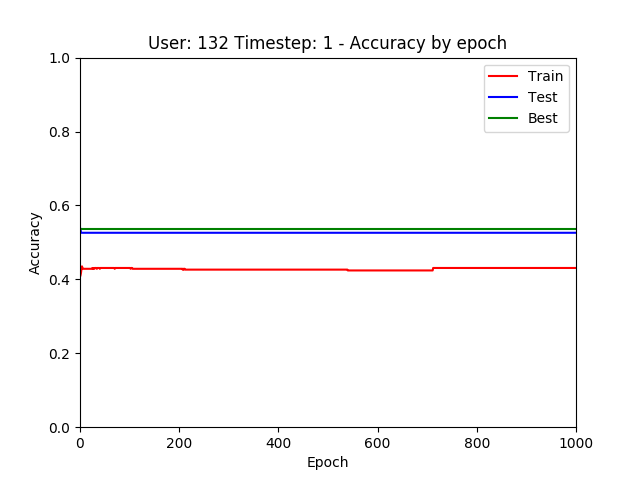 User: 132 Timestep: 1 - Accuracy by epoch
1.0
0.8
0.6
0.4
0.2
0.0
Accuracy
Train
Test
Best
0 200 400 600 800 1000
Epoch